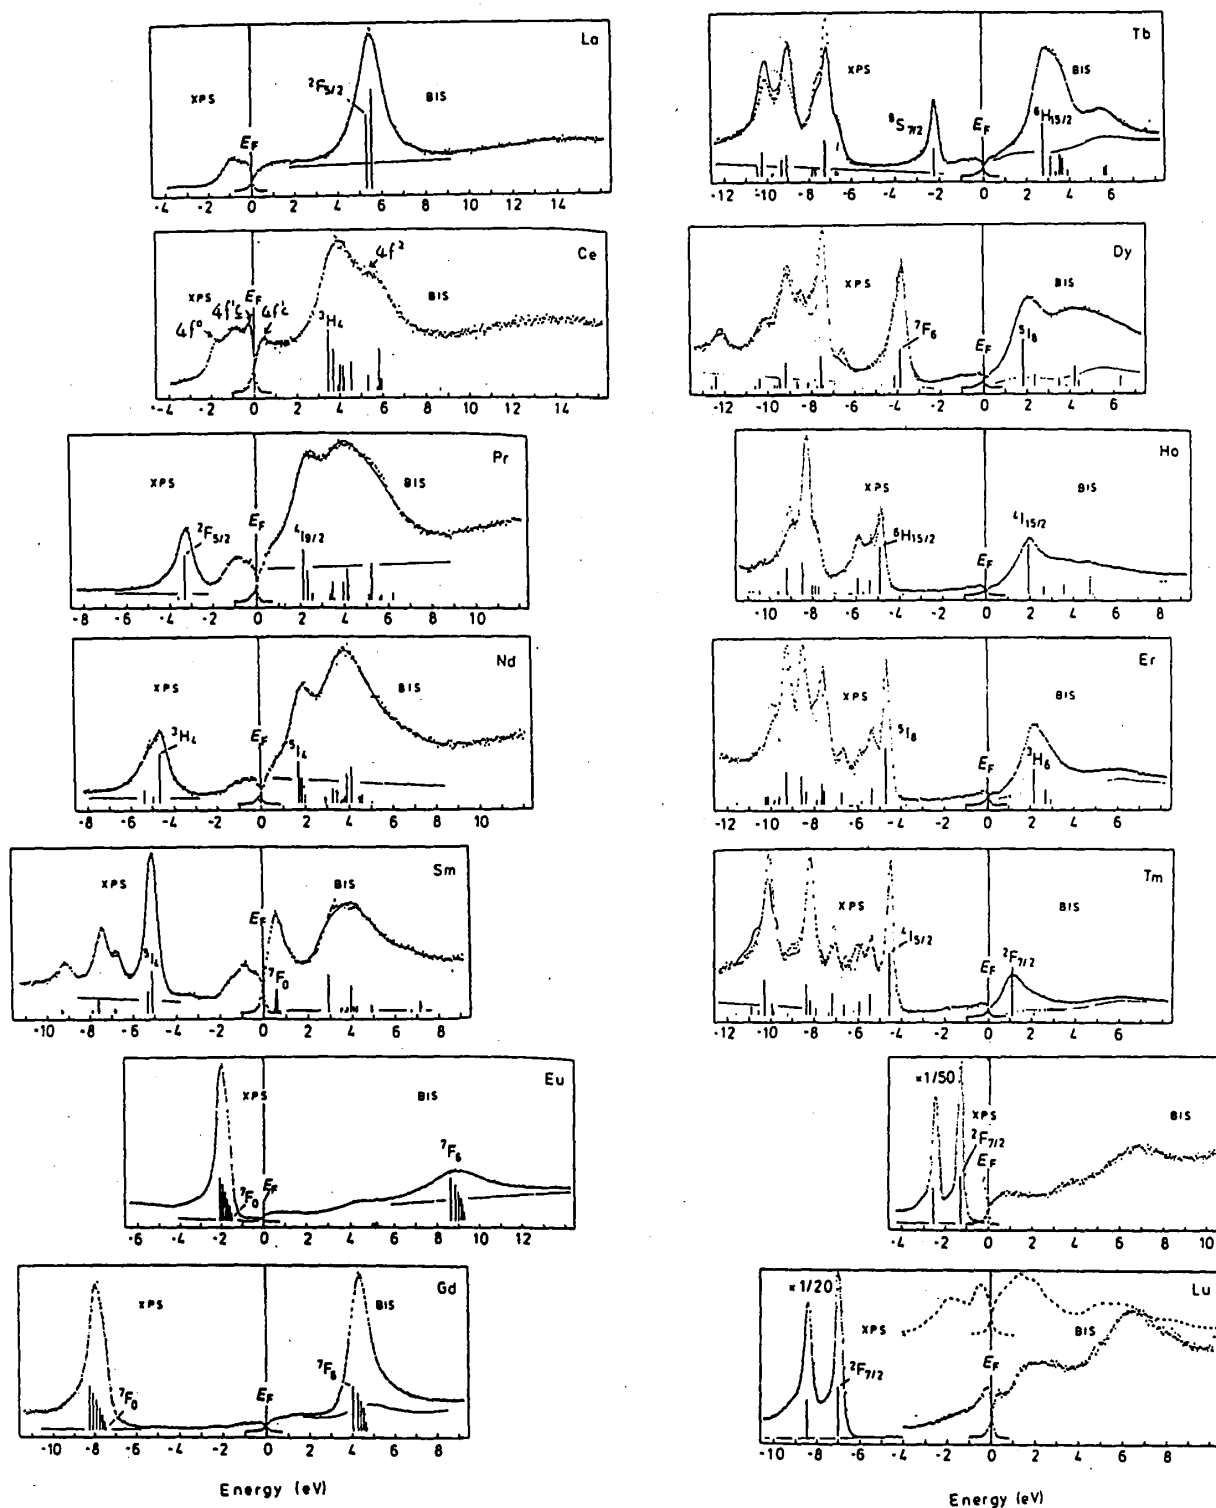 La
XPS
²F₅/₂
BIS
E_F
-4 -2 0 2 4 6 8 10 12 14
Ce
XPS
4f⁰
E_F
4f²
³H₄
BIS
-4 -2 0 2 4 6 8 10 12 14 16
Pr
XPS
²F₅/₂
E_F
⁴I₉/₂
BIS
-8 -6 -4 -2 0 2 4 6 8 10
Nd
XPS
³H₄
E_F
⁵I₄
BIS
-8 -6 -4 -2 0 2 4 6 8 10
Sm
XPS
⁵I₄
E_F
⁷F₀
BIS
-10 -8 -6 -4 -2 0 2 4 6 8
Eu
XPS
⁷F₀
E_F
BIS
⁷F₆
-6 -4 -2 0 2 4 6 8 10 12
Gd
XPS
⁷F₀
E_F
⁷F₆
BIS
-10 -8 -6 -4 -2 0 2 4 6 8
Energy (eV)
Tb
XPS
⁸S₇/₂
E_F
⁶H₁₅/₂
BIS
-12 -10 -8 -6 -4 -2 0 2 4 6 8
Dy
XPS
⁷F₆
E_F
⁵I₈
BIS
-12 -10 -8 -6 -4 -2 0 2 4 6
Ho
XPS
⁶H₁₅/₂
E_F
⁴I₁₅/₂
BIS
-10 -8 -6 -4 -2 0 2 4 6 8
Er
XPS
⁵I₈
E_F
³H₆
BIS
-12 -10 -8 -6 -4 -2 0 2 4 6
Tm
XPS
⁴I₅/₂
E_F
²F₇/₂
BIS
-12 -10 -8 -6 -4 -2 0 2 4 6
×1/50
XPS
²F₇/₂
E_F
BIS
-4 -2 0 2 4 6 8 10
×1/20
Lu
XPS
BIS
²F₇/₂
E_F
-10 -8 -6 -4 -2 0 2 4 6 8
Energy (eV)